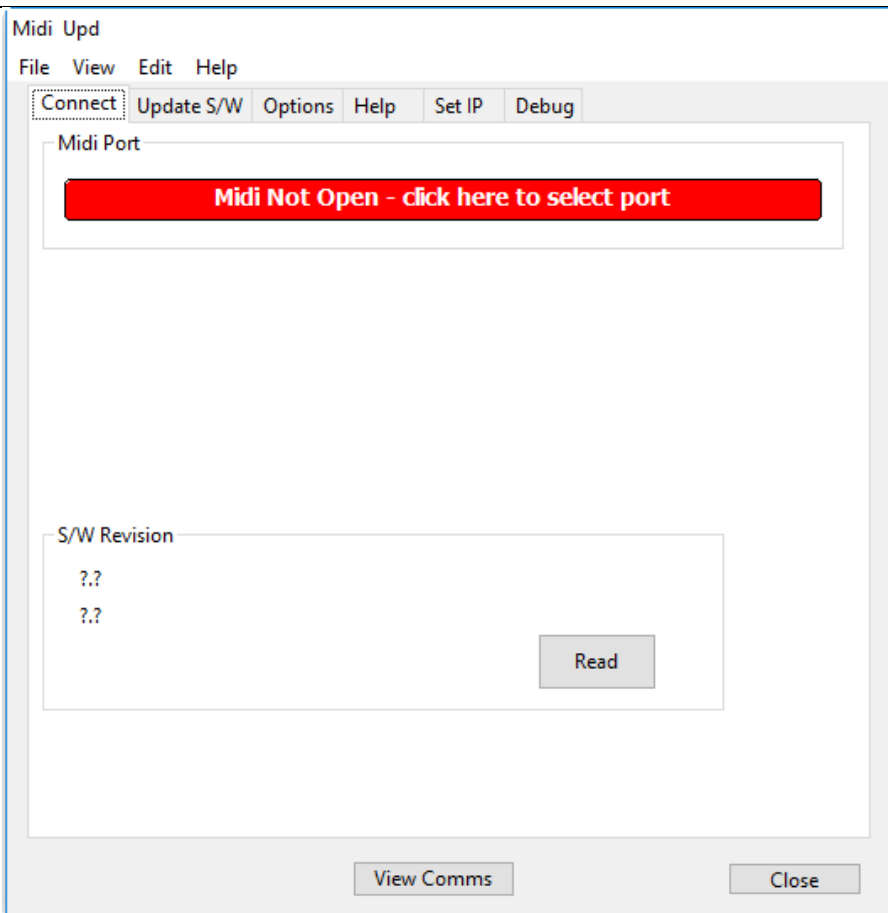 Midi Upd
File View Edit Help
Connect Update S/W Options Help Set IP Debug
Midi Port
Midi Not Open - click here to select port
S/W Revision
?.?
?.?
Read
View Comms Close